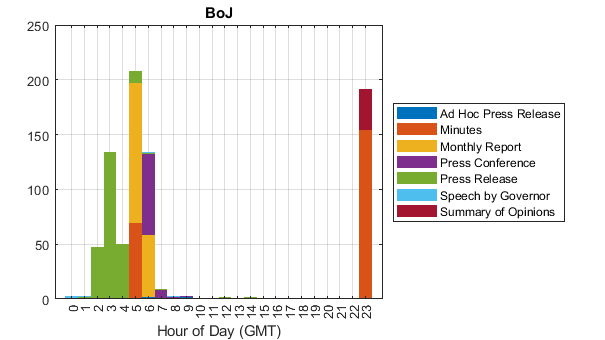 BoJ
250
200
150
100
50
0
0 1 2 3 4 5 6 7 8 9 10 11 12 13 14 15 16 17 18 19 20 21 22 23
Hour of Day (GMT)
Ad Hoc Press Release
Minutes
Monthly Report
Press Conference
Press Release
Speech by Governor
Summary of Opinions